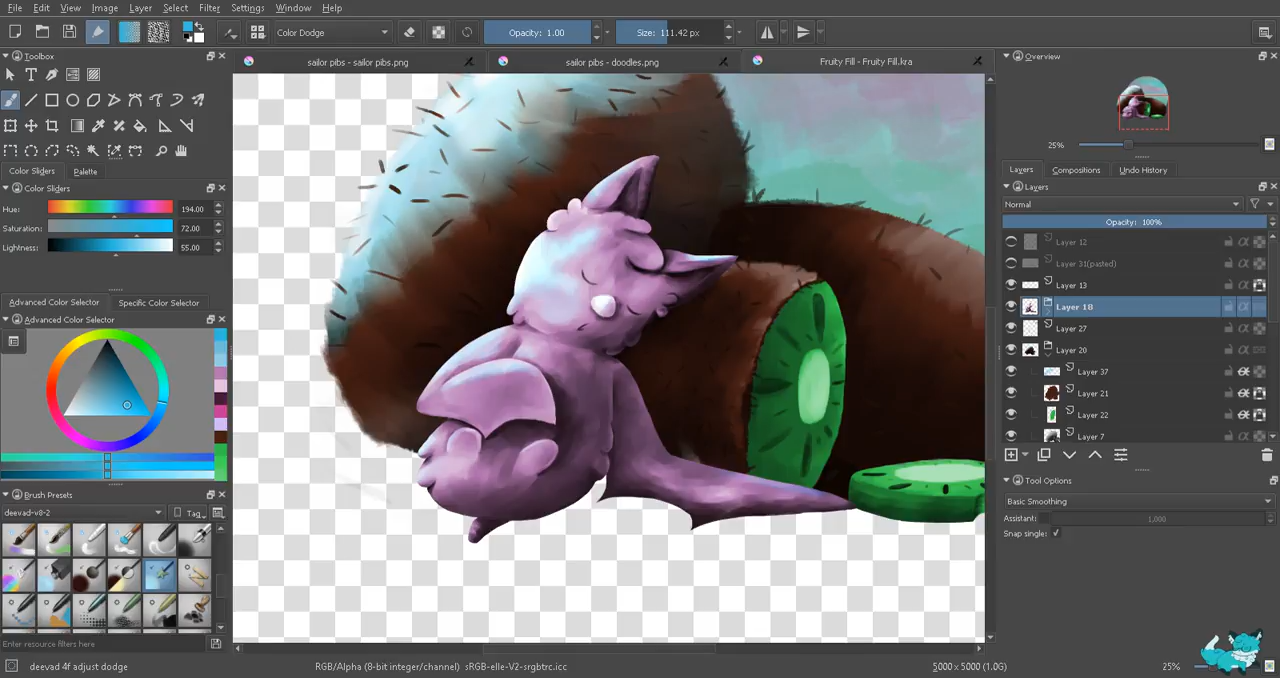 File Edit View Image Layer Select Filter Settings Window Help
Color Dodge Opacity: 1.00 Size: 111.42 px
Toolbox
sailor pibs - sailor pibs.png
sailor pibs - doodles.png
Fruity Fill - Fruity Fill.kra
Overview
25%
Color Sliders Palette
Color Sliders
Hue: 194.00
Saturation: 72.00
Lightness: 55.00
Advanced Color Selector Specific Color Selector
Advanced Color Selector
Brush Presets
deevad-v8-2 Tag
Enter resource filters here
deevad 4f adjust dodge
RGB/Alpha (8-bit integer/channel) sRGB-elle-V2-srgbtrc.icc
5000 x 5000 (1.0G)
25%
Layers Compositions Undo History
Layers
Normal
Opacity: 100%
Layer 12
Layer 31(pasted)
Layer 13
Layer 18
Layer 27
Layer 20
Layer 37
Layer 21
Layer 22
Layer 7
Tool Options
Basic Smoothing
Assistant: 1,000
Snap single: